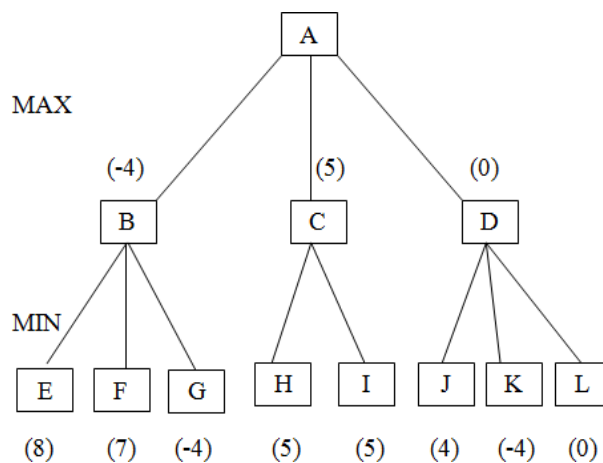 A
MAX
(-4) (5) (0)
B C D
MIN
E F G H I J K L
(8) (7) (-4) (5) (5) (4) (-4) (0)